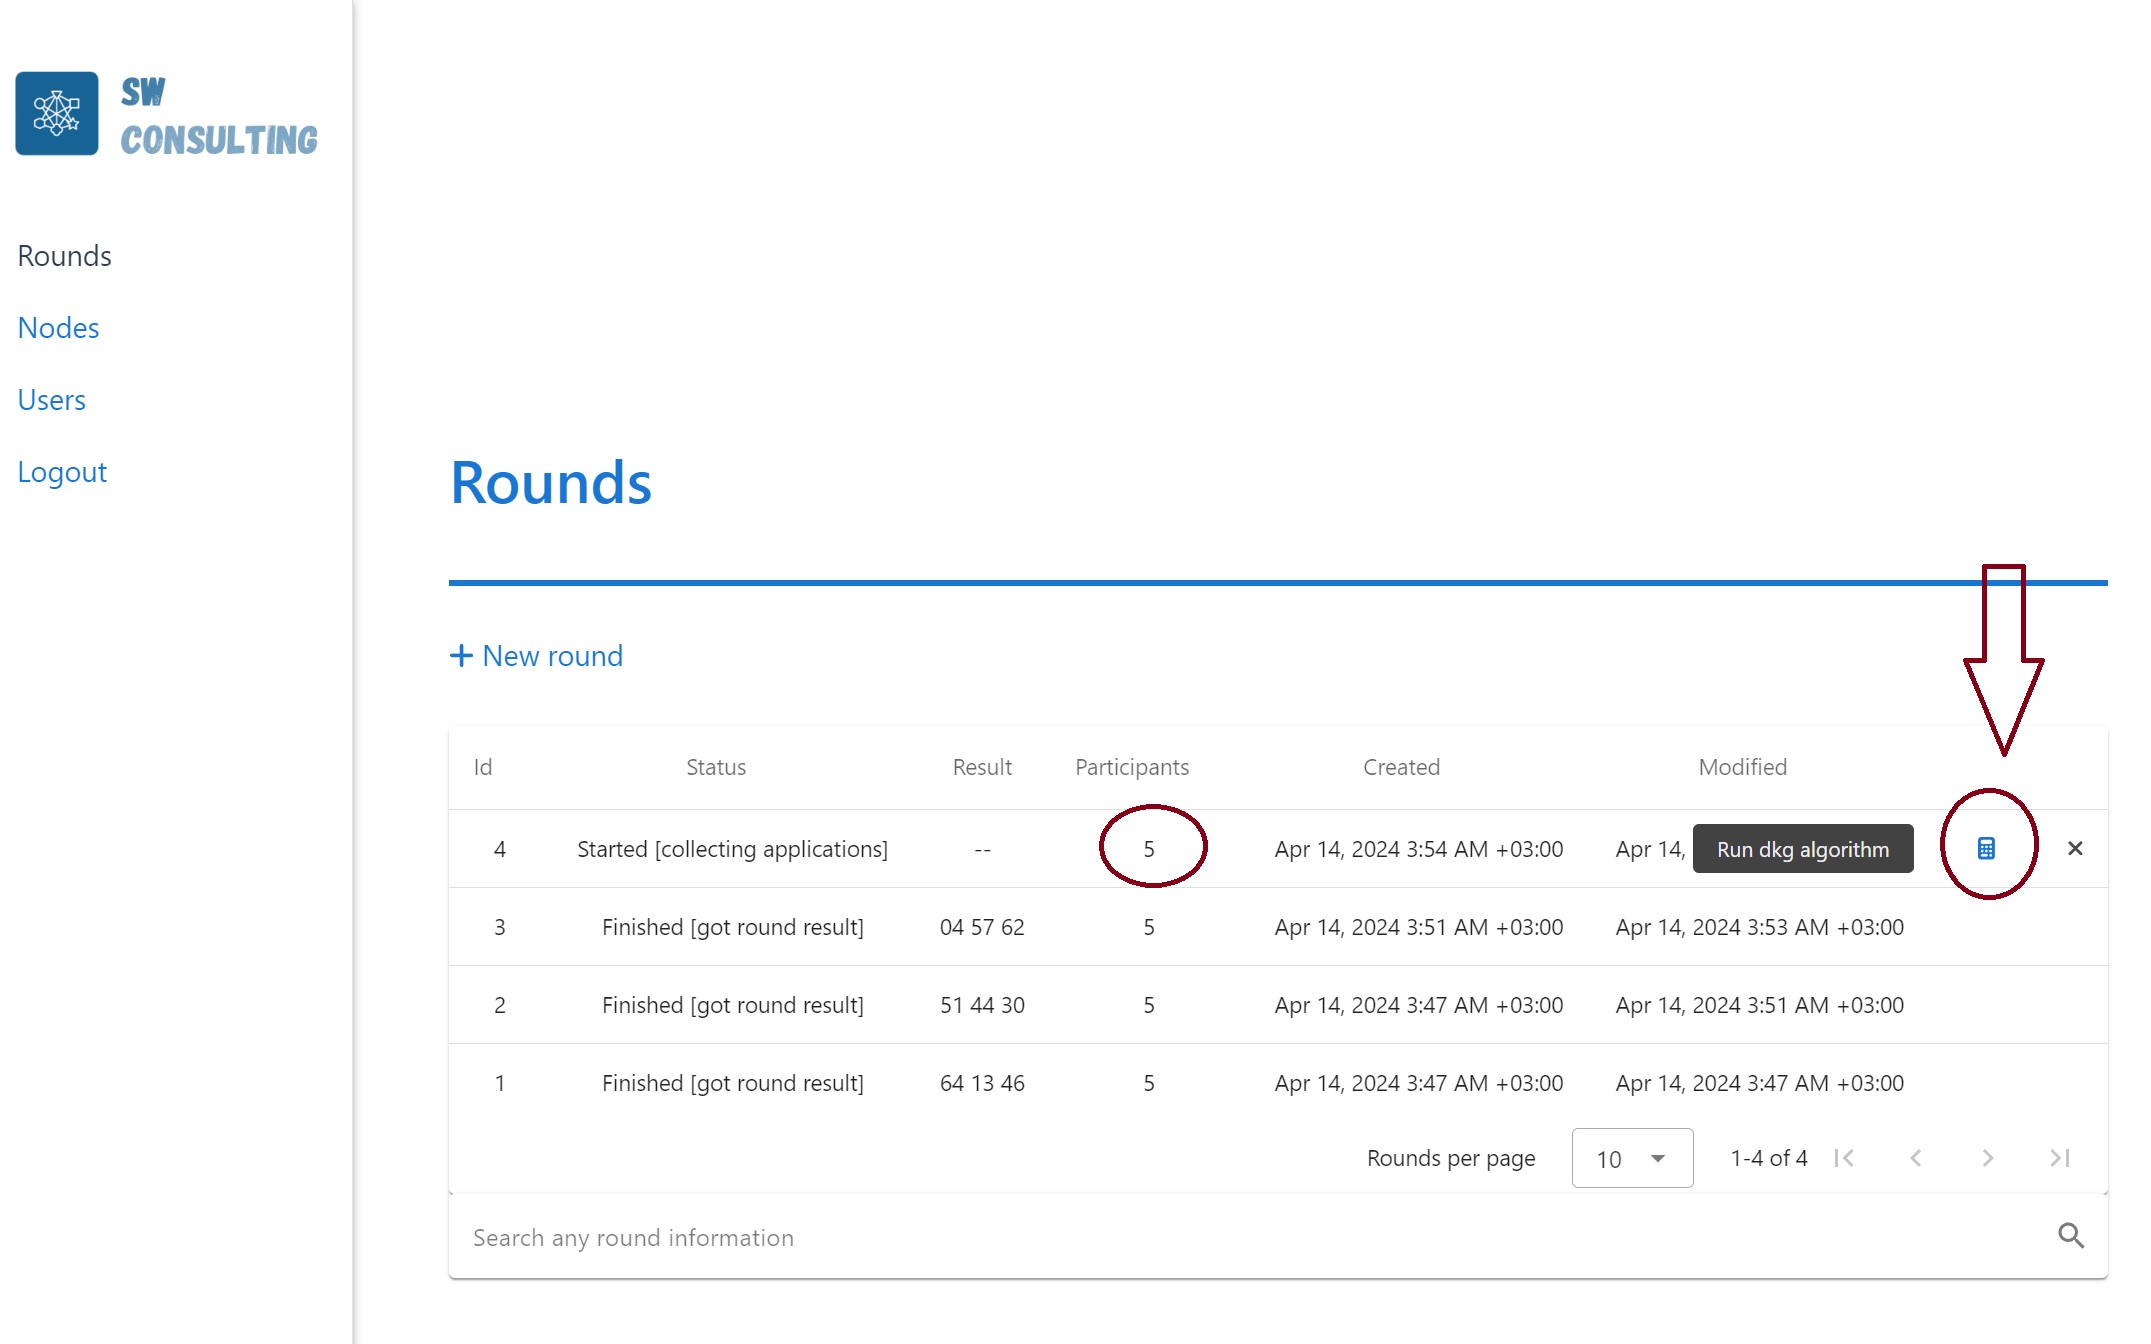 SW
CONSULTING
Rounds
Nodes
Users
Logout
Rounds
+ New round
Id Status Result Participants Created Modified
4 Started [collecting applications] -- 5 Apr 14, 2024 3:54 AM +03:00 Apr 14, Run dkg algorithm
3 Finished [got round result] 04 57 62 5 Apr 14, 2024 3:51 AM +03:00 Apr 14, 2024 3:53 AM +03:00
2 Finished [got round result] 51 44 30 5 Apr 14, 2024 3:47 AM +03:00 Apr 14, 2024 3:51 AM +03:00
1 Finished [got round result] 64 13 46 5 Apr 14, 2024 3:47 AM +03:00 Apr 14, 2024 3:47 AM +03:00
Rounds per page 10 1-4 of 4
Search any round information